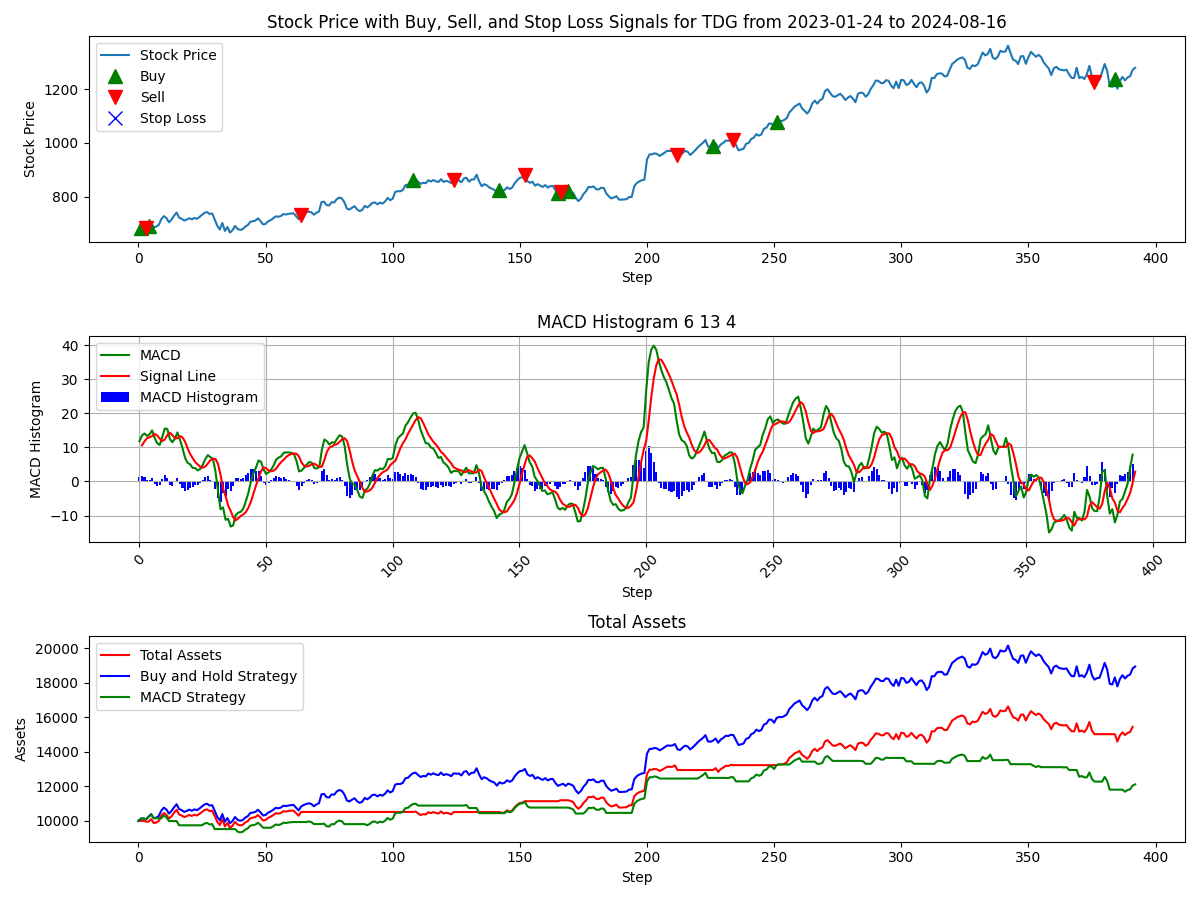 Stock Price with Buy, Sell, and Stop Loss Signals for TDG from 2023-01-24 to 2024-08-16
Stock Price
Buy
Sell
Stop Loss
1200
1000
800
Stock Price
0 50 100 150 200 250 300 350 400
Step
MACD Histogram 6 13 4
MACD
Signal Line
MACD Histogram
40
30
20
10
0
−10
MACD Histogram
0 50 100 150 200 250 300 350 400
Step
Total Assets
Total Assets
Buy and Hold Strategy
MACD Strategy
20000
18000
16000
14000
12000
10000
Assets
0 50 100 150 200 250 300 350 400
Step